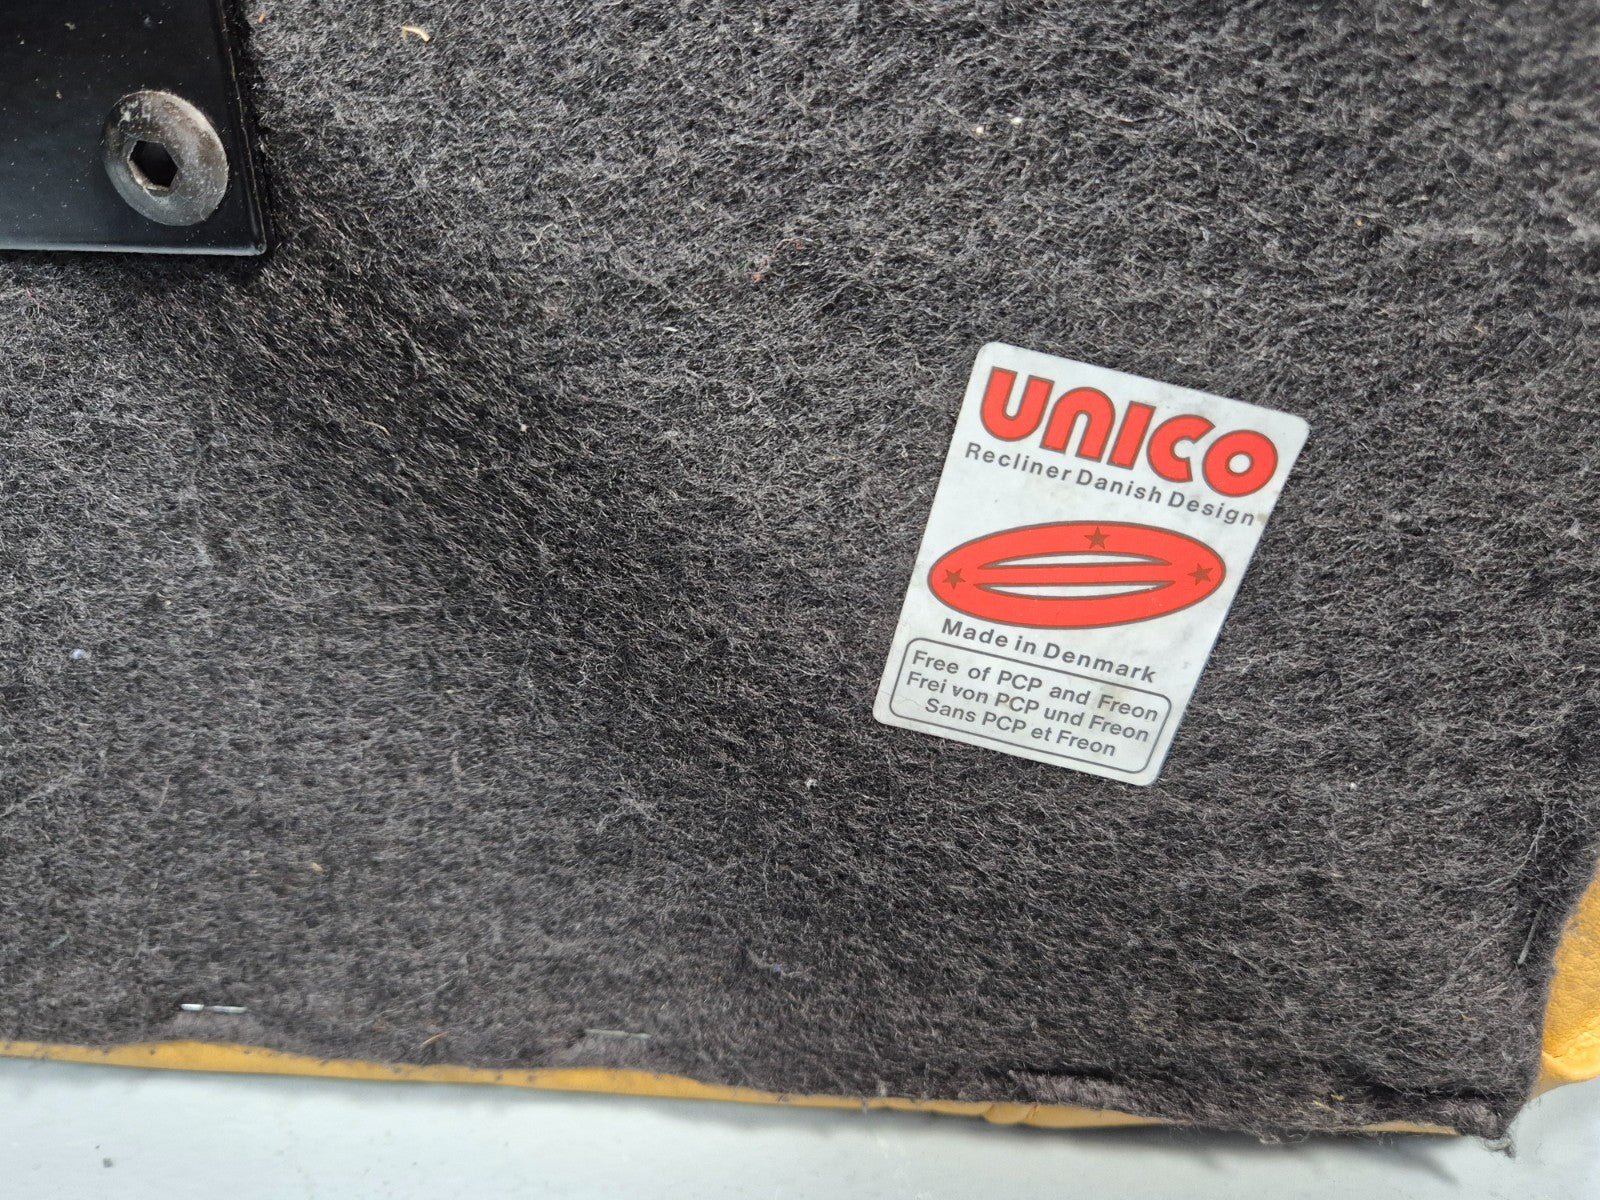 UNICO
Recliner Danish Design
Made in Denmark
Free of PCP and Freon
Frei von PCP und Freon
Sans PCP et Freon